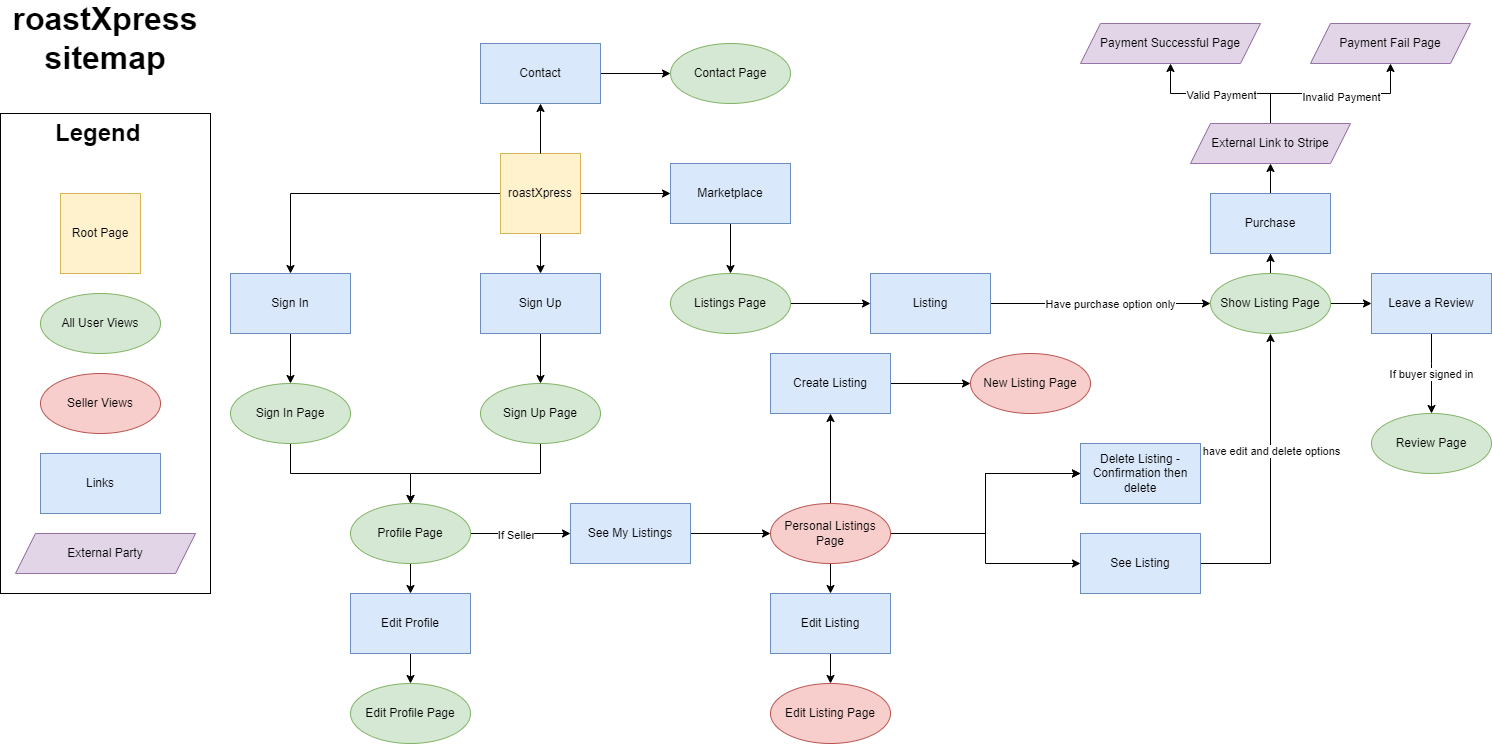 roastXpress
sitemap
Legend
Root Page
All User Views
Seller Views
Links
External Party
Contact
Contact Page
roastXpress
Marketplace
Sign In
Sign Up
Listings Page
Listing
Have purchase option only
Show Listing Page
Leave a Review
If buyer signed in
Review Page
Purchase
External Link to Stripe
Valid Payment
Invalid Payment
Payment Successful Page
Payment Fail Page
Sign In Page
Sign Up Page
Create Listing
New Listing Page
Delete Listing -
Confirmation then
delete
have edit and delete options
Profile Page
If Seller
See My Listings
Personal Listings
Page
See Listing
Edit Profile
Edit Listing
Edit Profile Page
Edit Listing Page